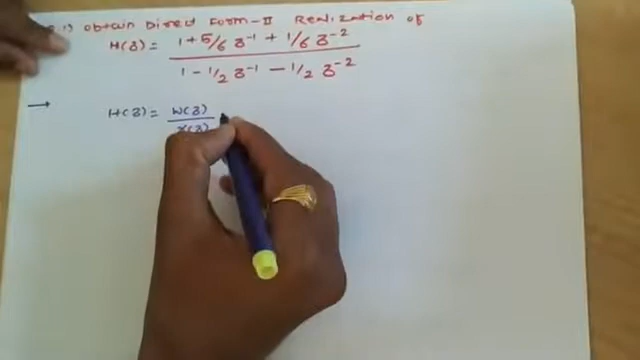 1) Obtain Direct Form-II Realization of
H(z) = 1 + 5/6 z⁻¹ + 1/6 z⁻²
1 - 1/2 z⁻¹ - 1/2 z⁻²
→ H(z) = W(z)
X(z)